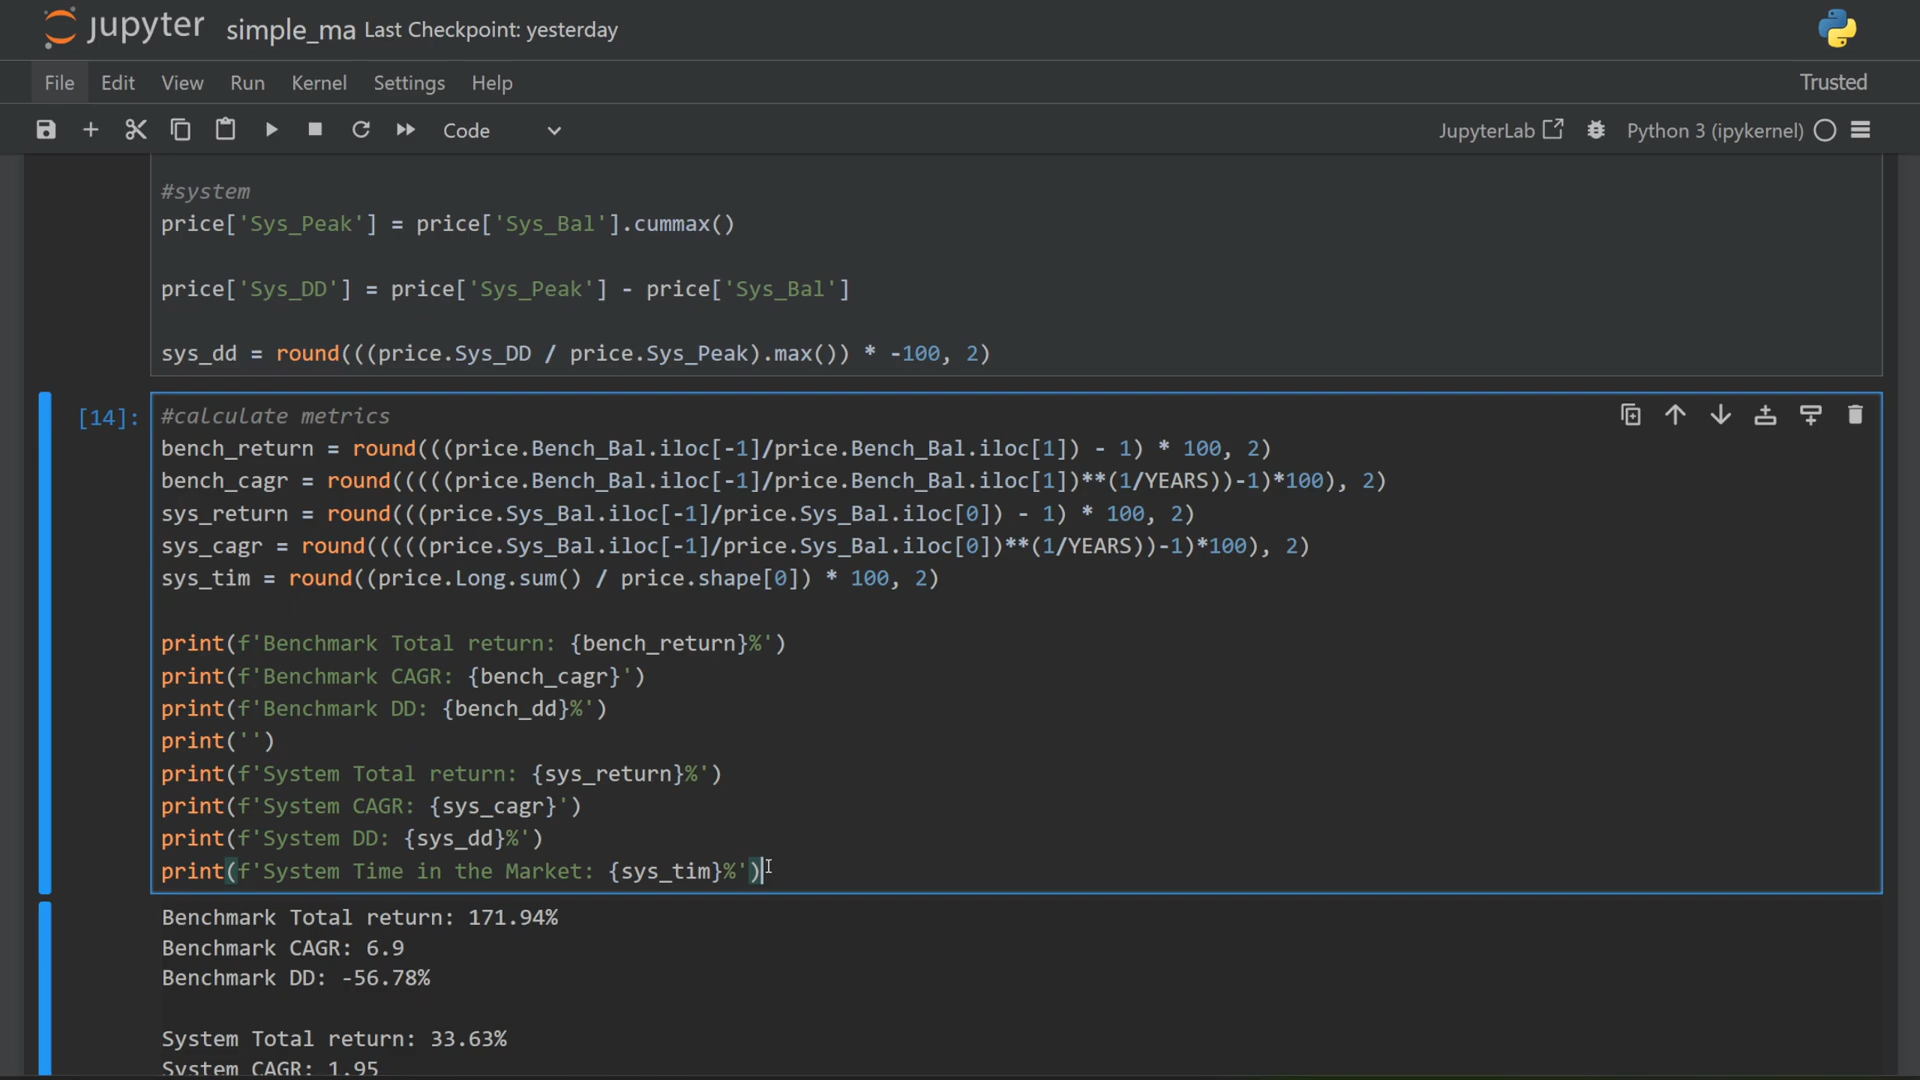 jupyter simple_ma Last Checkpoint: yesterday
File Edit View Run Kernel Settings Help Trusted
Code JupyterLab Python 3 (ipykernel)
#system
price['Sys_Peak'] = price['Sys_Bal'].cummax()
price['Sys_DD'] = price['Sys_Peak'] - price['Sys_Bal']
sys_dd = round(((price.Sys_DD / price.Sys_Peak).max()) * -100, 2)
[14]: #calculate metrics
bench_return = round(((price.Bench_Bal.iloc[-1]/price.Bench_Bal.iloc[1]) - 1) * 100, 2)
bench_cagr = round(((((price.Bench_Bal.iloc[-1]/price.Bench_Bal.iloc[1])**(1/YEARS))-1)*100), 2)
sys_return = round(((price.Sys_Bal.iloc[-1]/price.Sys_Bal.iloc[0]) - 1) * 100, 2)
sys_cagr = round(((((price.Sys_Bal.iloc[-1]/price.Sys_Bal.iloc[0])**(1/YEARS))-1)*100), 2)
sys_tim = round((price.Long.sum() / price.shape[0]) * 100, 2)
print(f'Benchmark Total return: {bench_return}%')
print(f'Benchmark CAGR: {bench_cagr}')
print(f'Benchmark DD: {bench_dd}%')
print('')
print(f'System Total return: {sys_return}%')
print(f'System CAGR: {sys_cagr}')
print(f'System DD: {sys_dd}%')
print(f'System Time in the Market: {sys_tim}%')
Benchmark Total return: 171.94%
Benchmark CAGR: 6.9
Benchmark DD: -56.78%
System Total return: 33.63%
System CAGR: 1.95